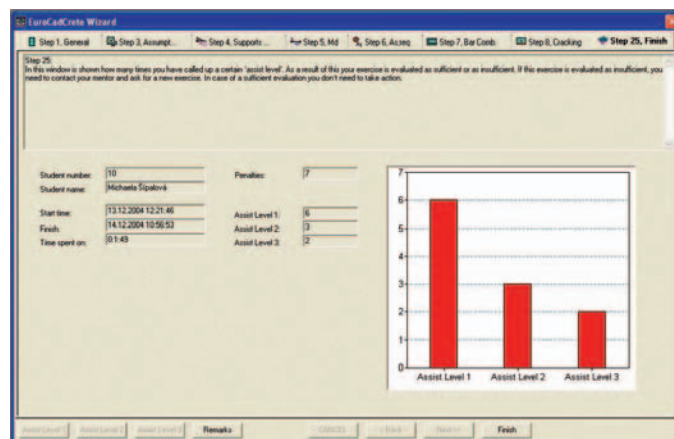 EuroCadCrete Wizard
Step 1, General
Step 3, Assumpt...
Step 4, Supports ...
Step 5, Md
Step 6, As,req
Step 7, Bar Comb.
Step 8, Cracking
Step 25, Finish
Step 25:
In this window is shown how many times you have called up a certain 'assist level'. As a result of this your exercise is evaluated as sufficient or as insufficient. If this exercise is evaluated as insufficient, you
need to contact your mentor and ask for a new exercise. In case of a sufficient evaluation you don't need to take action.
Student number: 10
Student name: Michaela Šípalová
Start time: 13.12.2004 12:21:46
Finish: 14.12.2004 10:56:53
Time spent on: 0:1:49
Penalties: 7
Assist Level 1: 6
Assist Level 2: 3
Assist Level 3: 2
7
6
5
4
3
2
1
0
Assist Level 1
Assist Level 2
Assist Level 3
Assist Level 1
Assist Level 2
Assist Level 3
Remarks
CANCEL
< Back
Next >
Finish